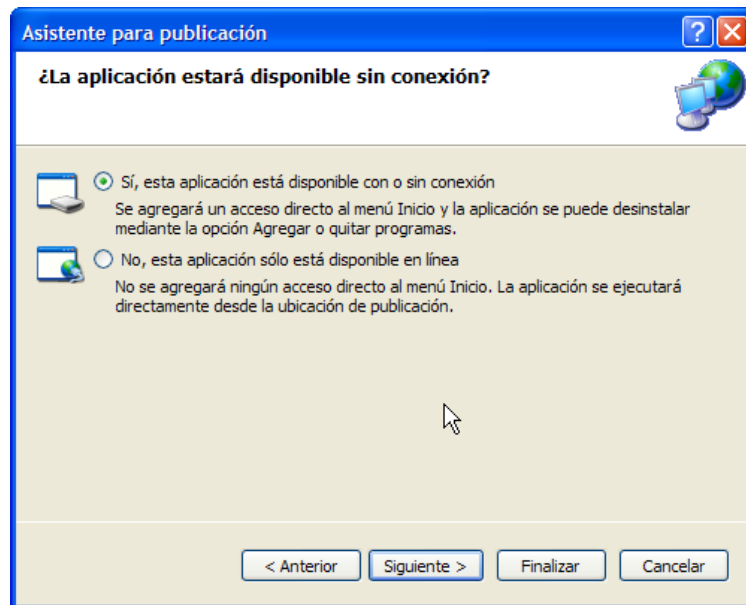 Asistente para publicación
¿La aplicación estará disponible sin conexión?
Sí, esta aplicación está disponible con o sin conexión
Se agregará un acceso directo al menú Inicio y la aplicación se puede desinstalar
mediante la opción Agregar o quitar programas.
No, esta aplicación sólo está disponible en línea
No se agregará ningún acceso directo al menú Inicio. La aplicación se ejecutará
directamente desde la ubicación de publicación.
< Anterior
Siguiente >
Finalizar
Cancelar